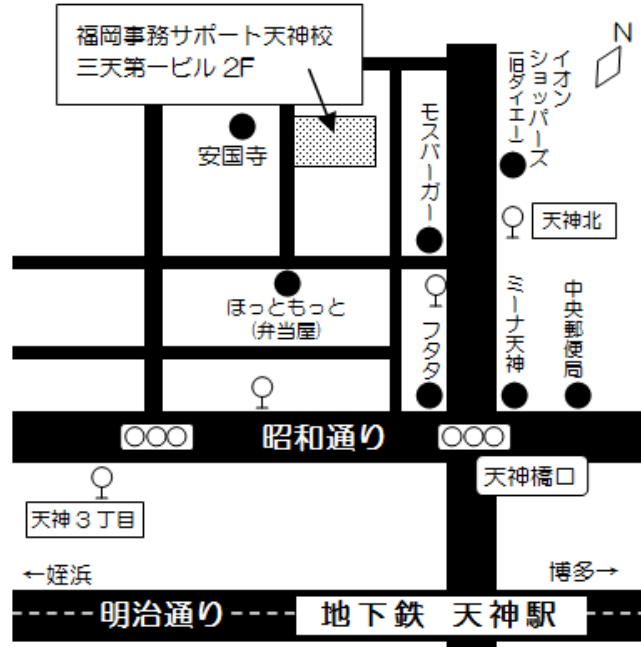 福岡事務サポート天神校
三天第一ビル 2F
N
イオン
ショッパーズ
(旧ダイエー)
安国寺
モスバーガー
天神北
ほっともっと
(弁当屋)
フタタ
ミーナ天神
中央郵便局
昭和通り
天神橋口
天神3丁目
←姪浜
博多→
明治通り
地下鉄 天神駅